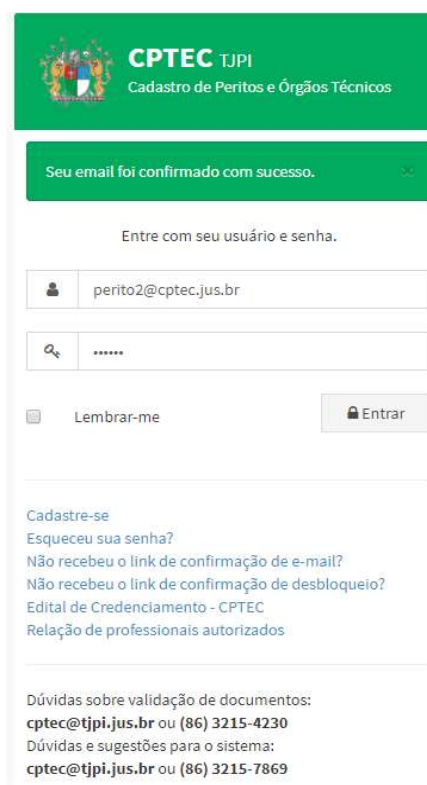 CPTEC TJPI
Cadastro de Peritos e Órgãos Técnicos
Seu email foi confirmado com sucesso. ×
Entre com seu usuário e senha.
perito2@cptec.jus.br
••••••
Lembrar-me
Entrar
Cadastre-se
Esqueceu sua senha?
Não recebeu o link de confirmação de e-mail?
Não recebeu o link de confirmação de desbloqueio?
Edital de Credenciamento - CPTEC
Relação de professionais autorizados
Dúvidas sobre validação de documentos:
cptec@tjpi.jus.br ou (86) 3215-4230
Dúvidas e sugestões para o sistema:
cptec@tjpi.jus.br ou (86) 3215-7869